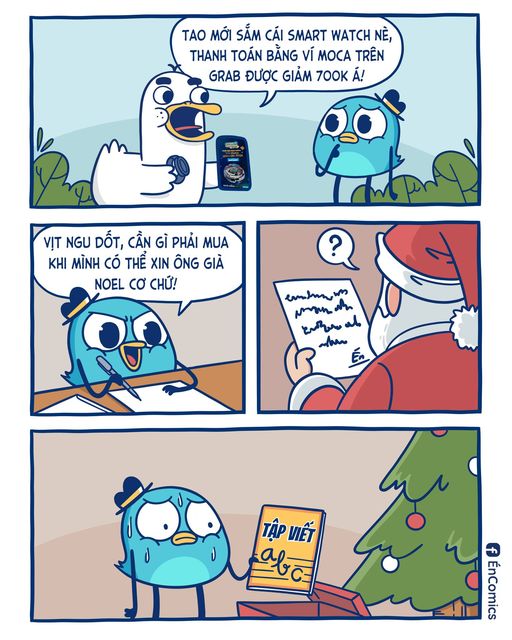 TAO MỚI SẮM CÁI SMART WATCH NÈ,
THANH TOÁN BẰNG VÍ MOCA TRÊN
GRAB ĐƯỢC GIẢM 700K Á!
VỊT NGU DỐT, CẦN GÌ PHẢI MUA
KHI MÌNH CÓ THỂ XIN ÔNG GIÀ
NOEL CƠ CHỨ!
?
Én
TẬP VIẾT
abc
ÉnComics